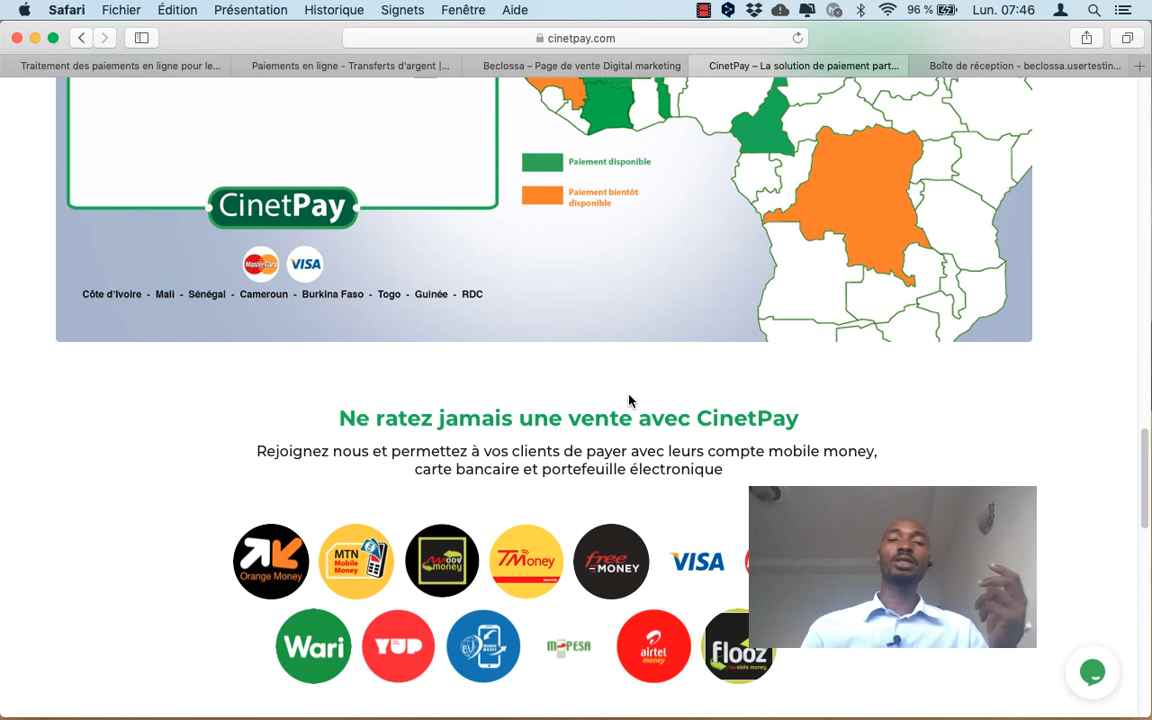 Safari Fichier Édition Présentation Historique Signets Fenêtre Aide 96 % Lun. 07:46
cinetpay.com
Traitement des paiements en ligne pour le... Paiements en ligne - Transferts d'argent |... Beclossa – Page de vente Digital marketing CinetPay – La solution de paiement part... Boîte de réception - beclossa.usertestin...
Paiement disponible
Paiement bientôt
disponible
CinetPay
MasterCard VISA
Côte d'Ivoire - Mali - Sénégal - Cameroun - Burkina Faso - Togo - Guinée - RDC
Ne ratez jamais une vente avec CinetPay
Rejoignez nous et permettez à vos clients de payer avec leurs compte mobile money,
carte bancaire et portefeuille électronique
Orange Money MTN Mobile Money MOOV money TMoney free MONEY VISA
Wari YUP airtel money flooz